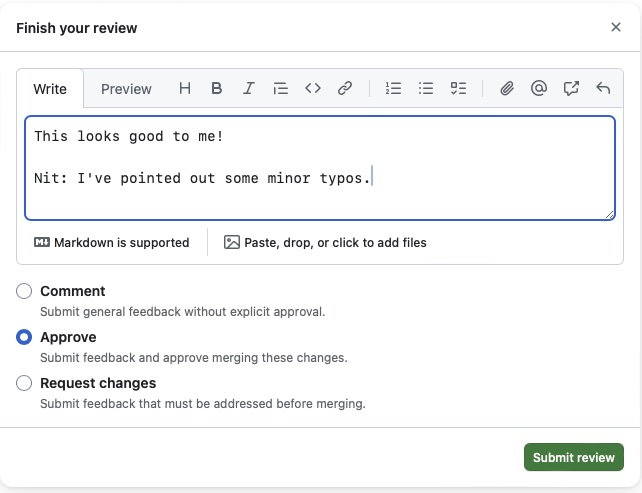 Finish your review
Write Preview H B I
This looks good to me!
Nit: I've pointed out some minor typos.
Markdown is supported Paste, drop, or click to add files
Comment
Submit general feedback without explicit approval.
Approve
Submit feedback and approve merging these changes.
Request changes
Submit feedback that must be addressed before merging.
Submit review